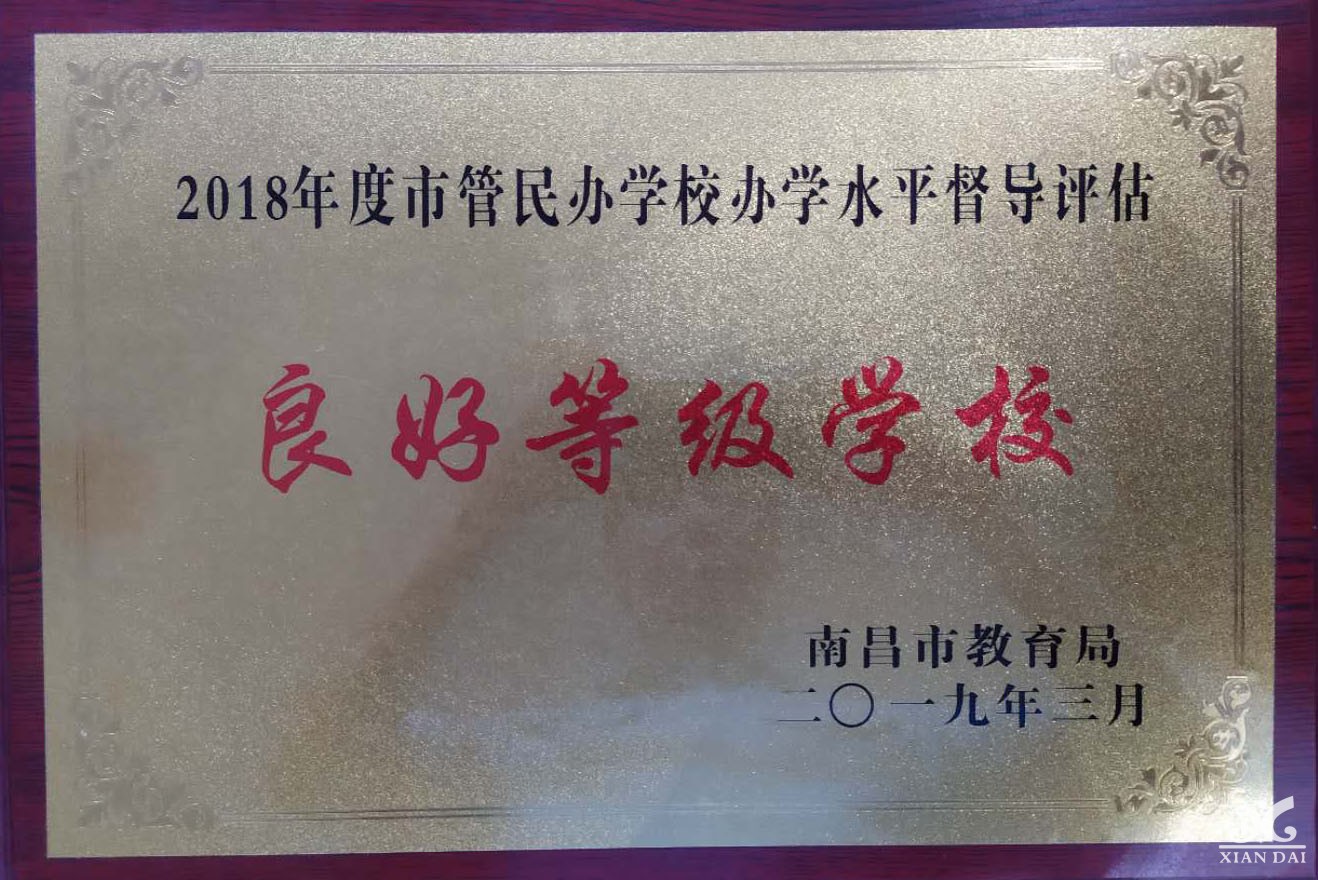 2018年度市管民办学校办学水平督导评估
良好等级学校
南昌市教育局
二〇一九年三月
XIAN DAI